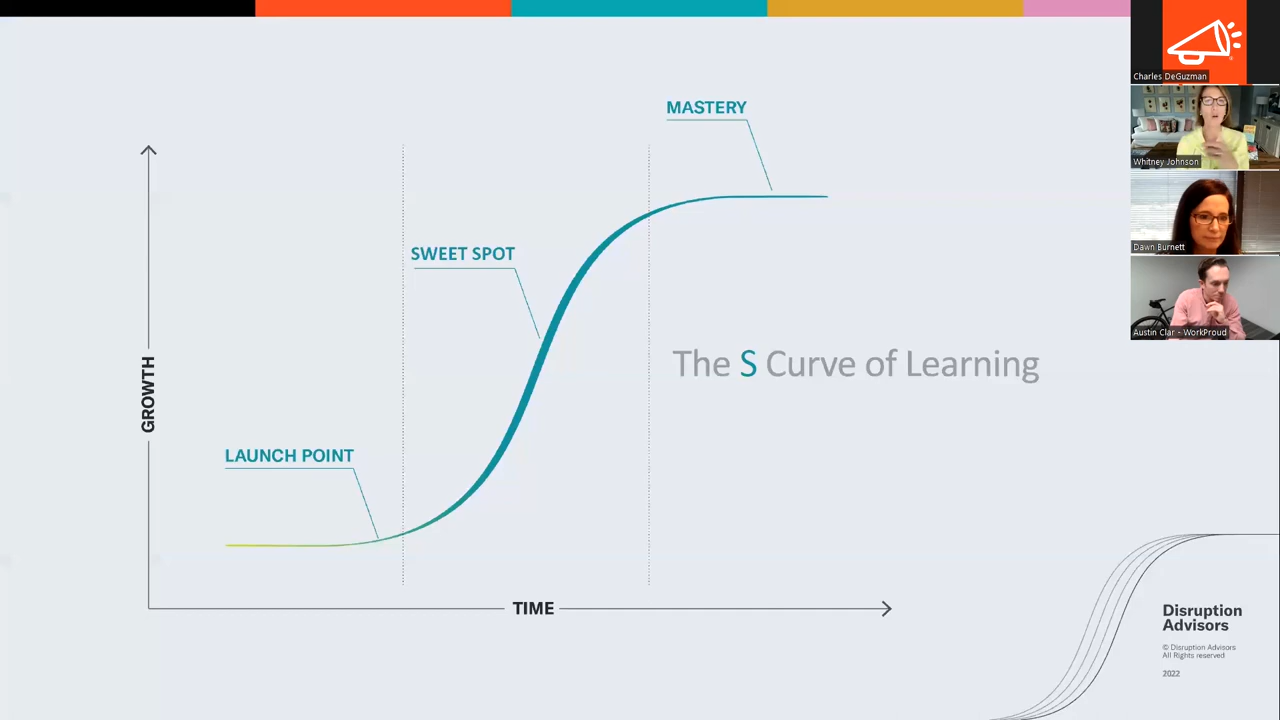 MASTERY
SWEET SPOT
LAUNCH POINT
GROWTH
TIME
The S Curve of Learning
Charles DeGuzman
Whitney Johnson
Dawn Burnett
Austin Clar - WorkProud
Disruption
Advisors
© Disruption Advisors
All Rights reserved
2022